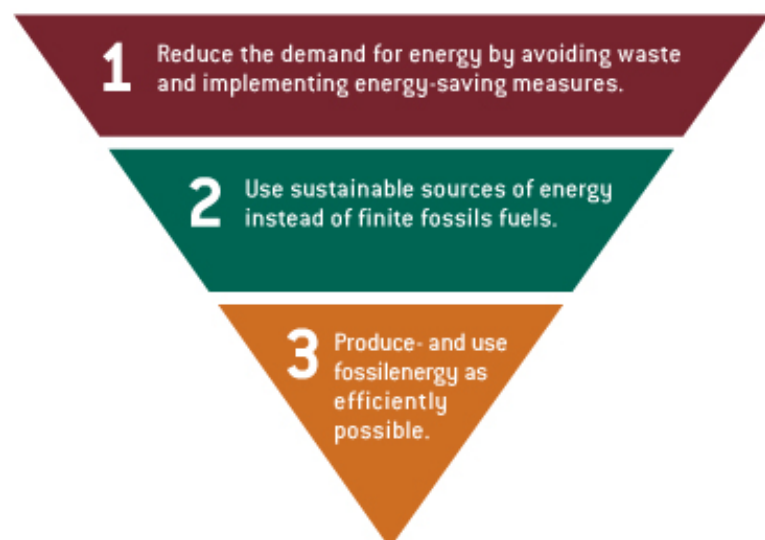 1
Reduce the demand for energy by avoiding waste
and implementing energy-saving measures.
2
Use sustainable sources of energy
instead of finite fossils fuels.
3
Produce- and use
fossilenergy as
efficiently
possible.